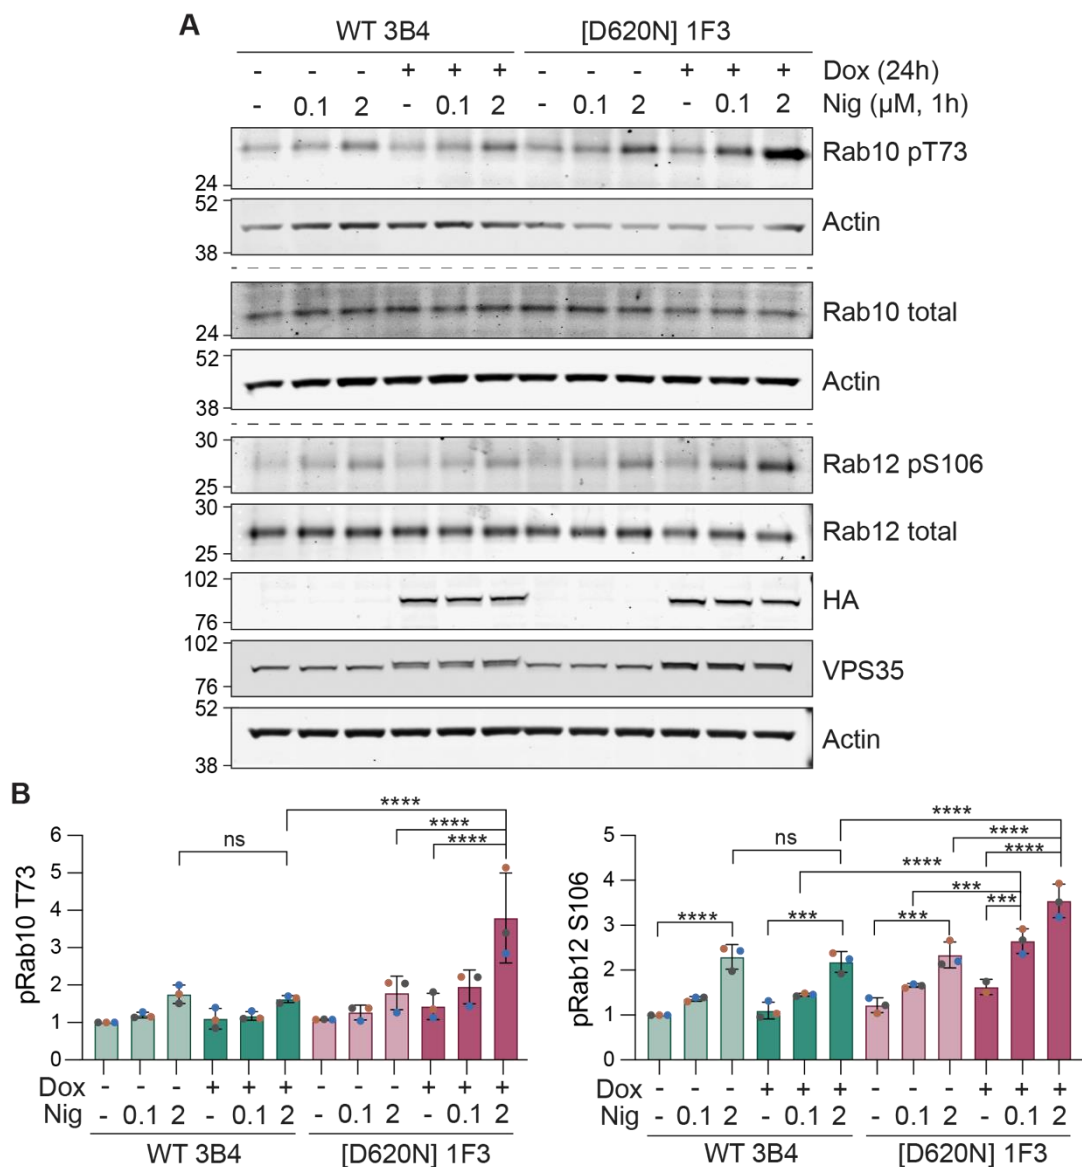 A
WT 3B4 [D620N] 1F3
- - - + + + - - - + + + Dox (24h)
- 0.1 2 - 0.1 2 - 0.1 2 - 0.1 2 Nig (µM, 1h)
Rab10 pT73
24
52
Actin
38
Rab10 total
24
52
Actin
38
30
Rab12 pS106
25
30
Rab12 total
25
102
HA
76
102
VPS35
76
52
Actin
38
B
pRab10 T73
6
5
4
3
2
1
0
ns
****
****
****
Dox - - - + + + - - - + + +
Nig - 0.1 2 - 0.1 2 - 0.1 2 - 0.1 2
WT 3B4 [D620N] 1F3
pRab12 S106
5
4
3
2
1
0
****
ns
****
****
****
***
***
****
***
***
- - - + + + - - - + + + Dox
- 0.1 2 - 0.1 2 - 0.1 2 - 0.1 2 Nig
WT 3B4 [D620N] 1F3